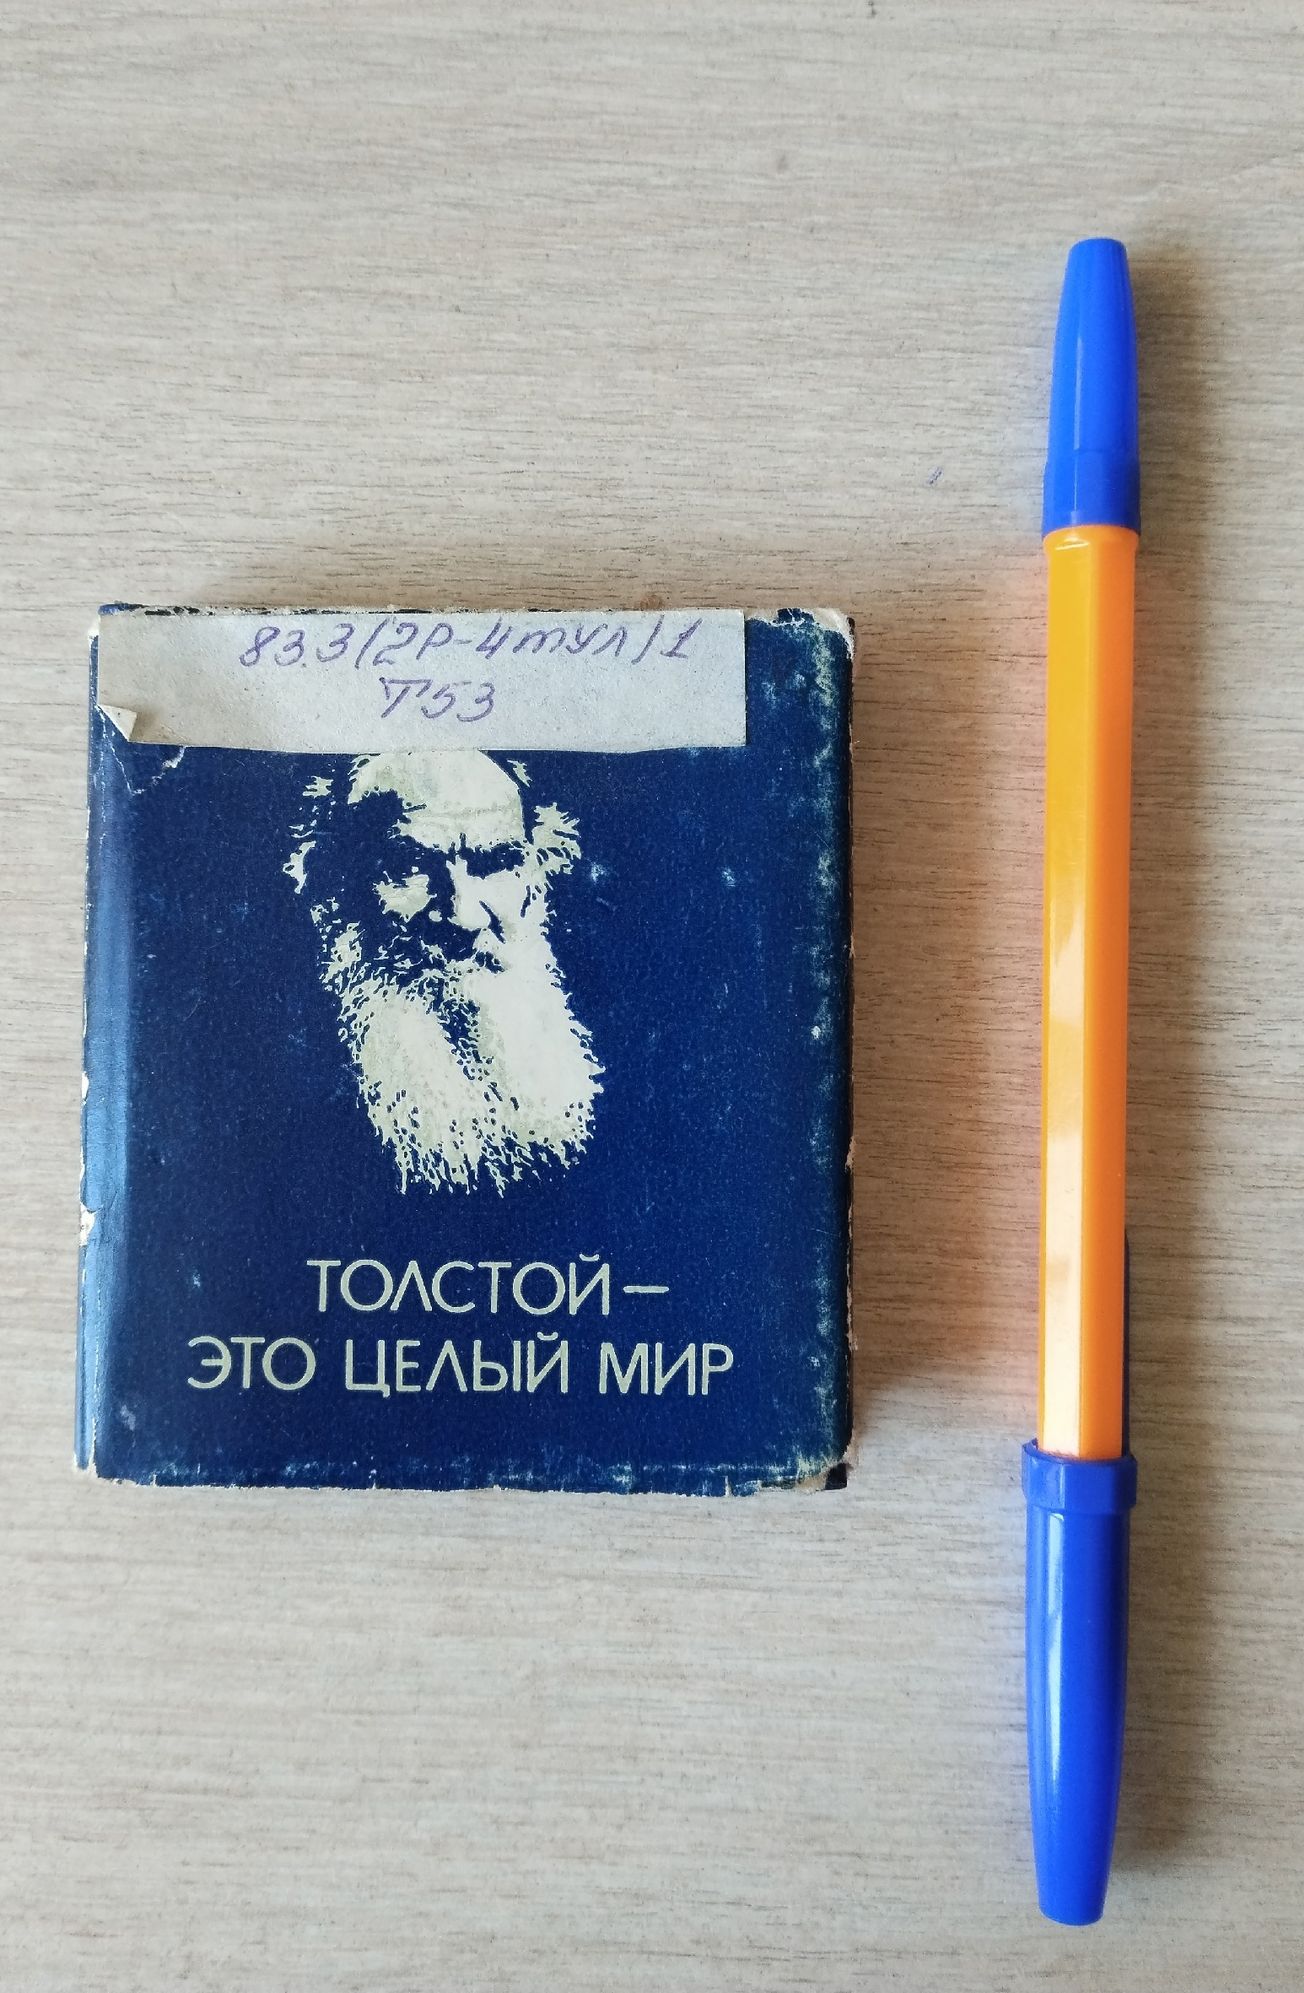 83.3/2Р-4тул/1
Т53
ТОЛСТОЙ–
ЭТО ЦЕЛЫЙ МИР